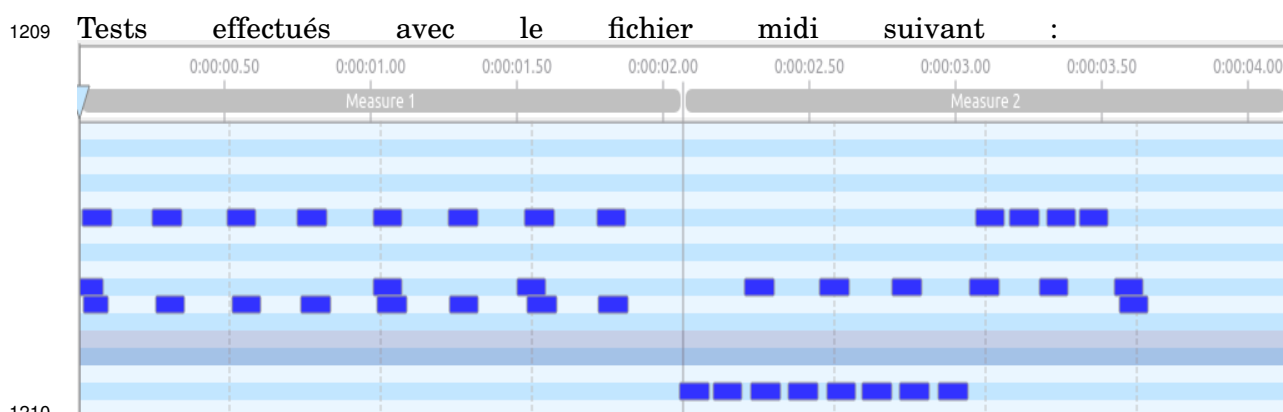 1209 Tests effectués avec le fichier midi suivant :
0:00:00.50 0:00:01.00 0:00:01.50 0:00:02.00 0:00:02.50 0:00:03.00 0:00:03.50 0:00:04.00
Measure 1 Measure 2
1210